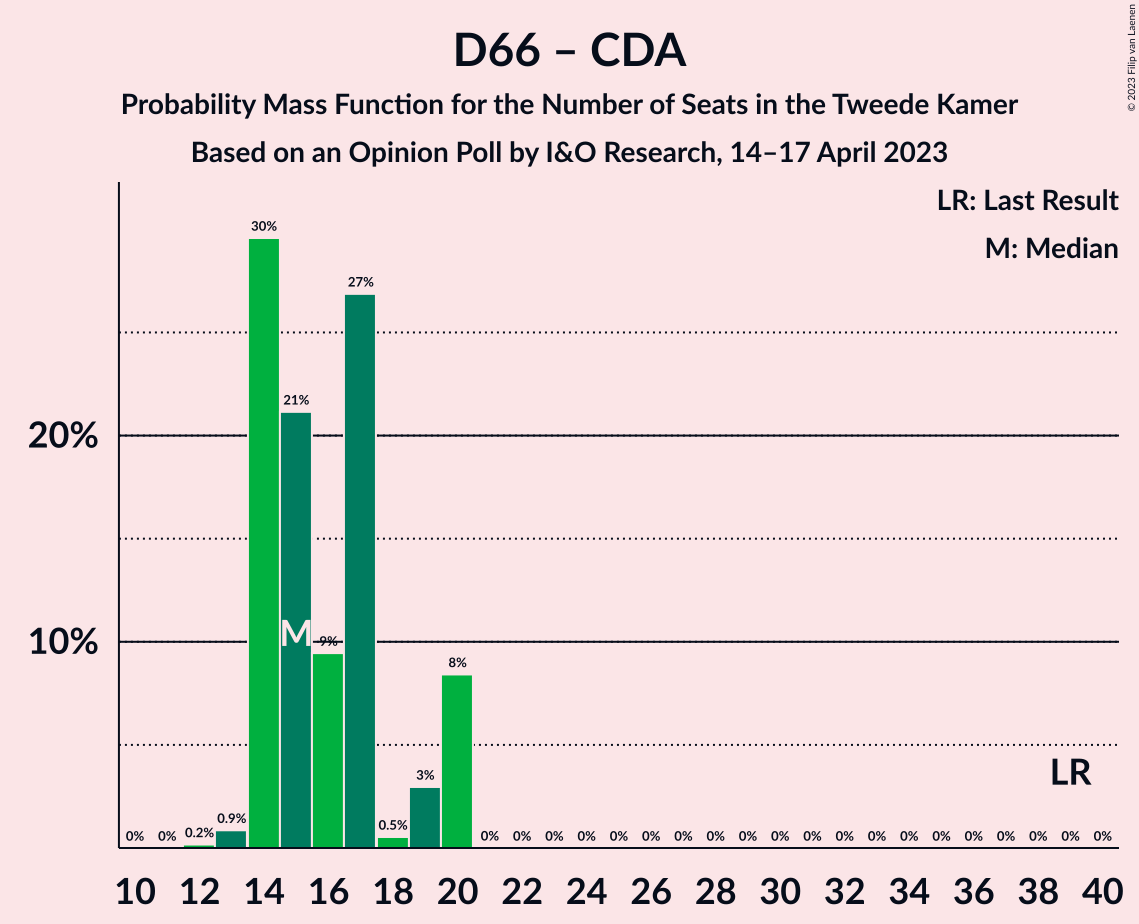 D66 – CDA
Probability Mass Function for the Number of Seats in the Tweede Kamer
Based on an Opinion Poll by I&O Research, 14–17 April 2023
© 2023 Filip van Laenen
LR: Last Result
M: Median
30%
27%
21%
20%
M
10%
9%
8%
LR
3%
0% 0% 0.2% 0.9% 0.5% 0% 0% 0% 0% 0% 0% 0% 0% 0% 0% 0% 0% 0% 0% 0% 0% 0% 0% 0% 0%
10 12 14 16 18 20 22 24 26 28 30 32 34 36 38 40